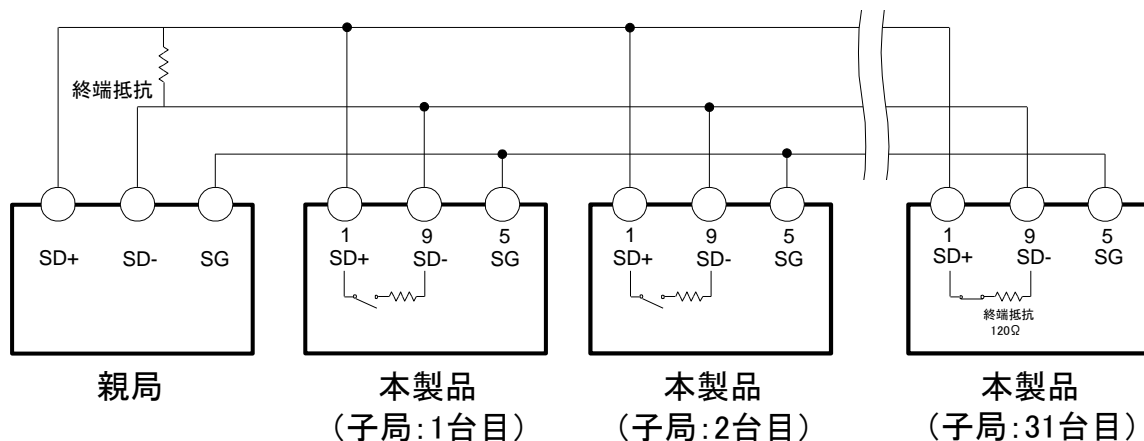 終端抵抗
SD+ SD- SG
1 9 5
SD+ SD- SG
1 9 5
SD+ SD- SG
1 9 5
SD+ SD- SG
終端抵抗
120Ω
親局
本製品
(子局:1台目)
本製品
(子局:2台目)
本製品
(子局:31台目)